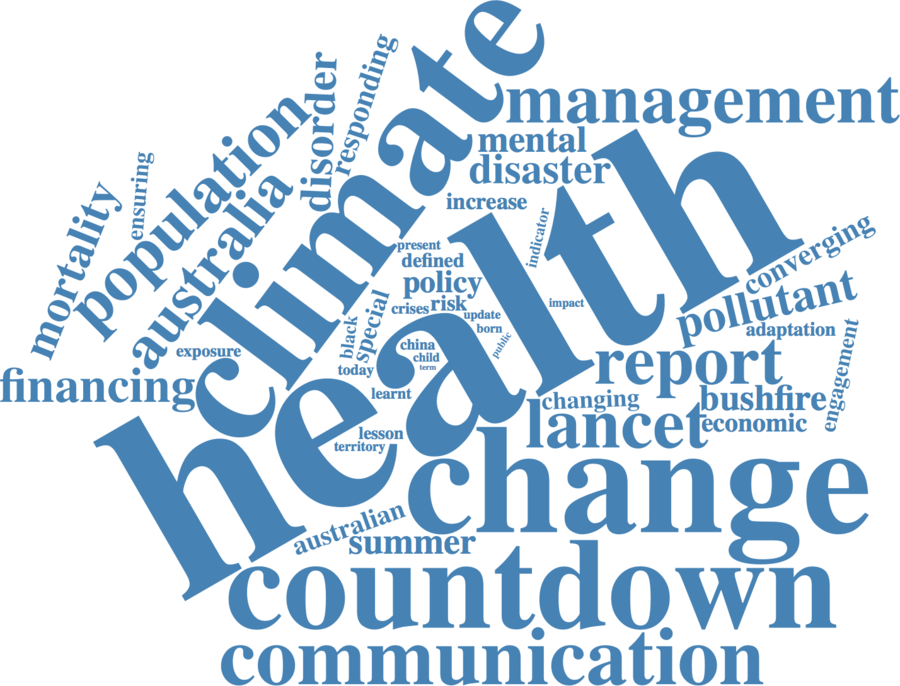 climate
management
disorder
responding
population
mental
disaster
ensuring
mortality
australia
increase
health
indicator
converging
present
defined
policy
pollutant
crises
risk
update
born
impact
adaptation
black
special
china
child
term
public
exposure
today
report
engagement
financing
learnt
changing
bushfire
lancet
economic
lesson
territory
change
australian
summer
countdown
communication